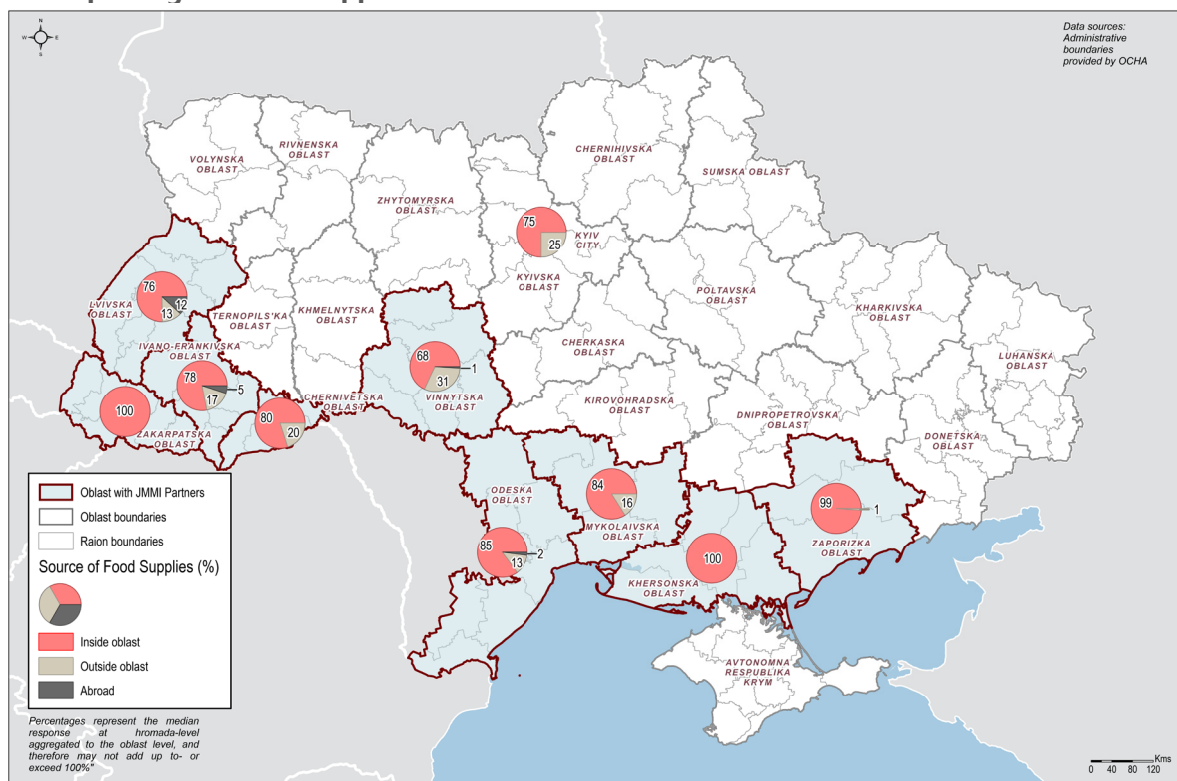 N
W E
S
Data sources:
Administrative
boundaries
provided by OCHA
VOLYNSKA
OBLAST
RIVNENSKA
OBLAST
CHERNIHIVSKA
OBLAST
SUMSKA OBLAST
ZHYTOMYRSKA
OBLAST
75
25
KYIV
CITY
KYIVSKA
OBLAST
POLTAVSKA
OBLAST
KHARKIVSKA
OBLAST
LUHANSKA
OBLAST
76
12
13
LVIVSKA
OBLAST
TERNOPILS'KA
OBLAST
KHMELNYTSKA
OBLAST
CHERKASKA
OBLAST
IVANO-FRANKIVSKA
OBLAST
78
5
17
68
1
31
VINNYTSKA
OBLAST
KIROVOHRADSKA
OBLAST
DNIPROPETROVSKA
OBLAST
DONETSKA
OBLAST
100
ZAKARPATSKA
OBLAST
80
20
CHERNIVETSKA
OBLAST
ODESKA
OBLAST
85
2
13
84
16
MYKOLAIVSKA
OBLAST
99
1
ZAPORIZKA
OBLAST
100
KHERSONSKA
OBLAST
AVTONOMNA
RESPUBLIKA
KRYM
Oblast with JMMI Partners
Oblast boundaries
Raion boundaries
Source of Food Supplies (%)
Inside oblast
Outside oblast
Abroad
Percentages represent the median
response at hromada-level
aggregated to the oblast level, and
therefore may not add up to- or
exceed 100%"
Kms
0 40 80 120